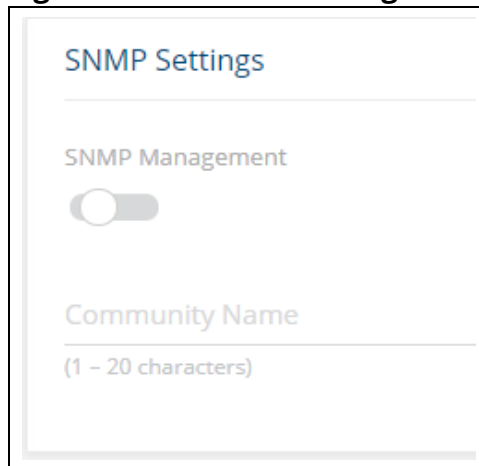 SNMP Settings
SNMP Management
Community Name
(1 – 20 characters)